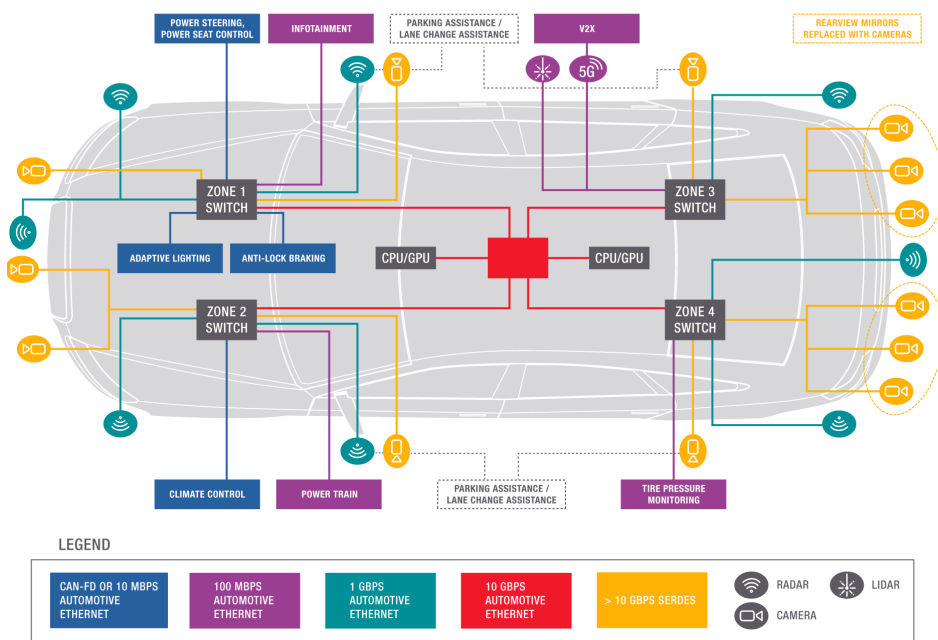 POWER STEERING,
POWER SEAT CONTROL
INFOTAINMENT
PARKING ASSISTANCE /
LANE CHANGE ASSISTANCE
V2X
REARVIEW MIRRORS
REPLACED WITH CAMERAS
5G
ZONE 1
SWITCH
ZONE 3
SWITCH
ADAPTIVE LIGHTING
ANTI-LOCK BRAKING
CPU/GPU
CPU/GPU
ZONE 2
SWITCH
ZONE 4
SWITCH
CLIMATE CONTROL
POWER TRAIN
PARKING ASSISTANCE /
LANE CHANGE ASSISTANCE
TIRE PRESSURE
MONITORING
LEGEND
CAN-FD OR 10 MBPS
AUTOMOTIVE
ETHERNET
100 MBPS
AUTOMOTIVE
ETHERNET
1 GBPS
AUTOMOTIVE
ETHERNET
10 GBPS
AUTOMOTIVE
ETHERNET
> 10 GBPS SERDES
RADAR
LIDAR
CAMERA